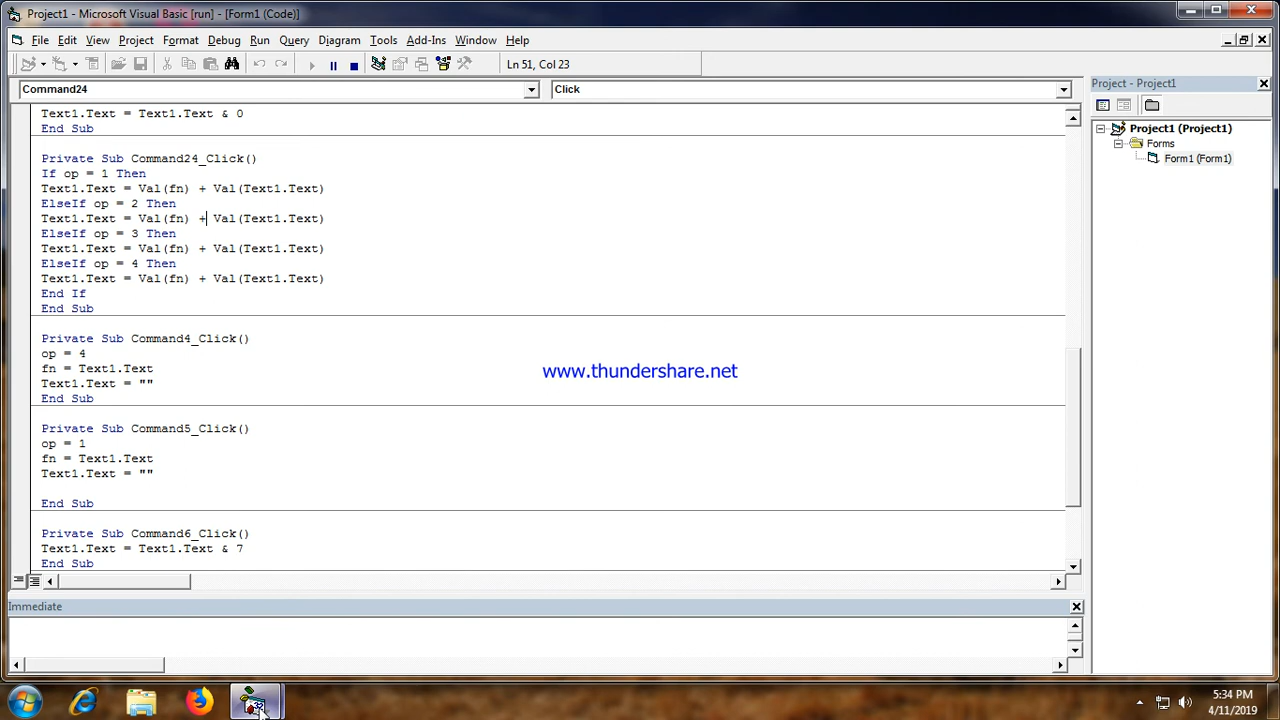 Project1 - Microsoft Visual Basic [run] - [Form1 (Code)]
File Edit View Project Format Debug Run Query Diagram Tools Add-Ins Window Help
Ln 51, Col 23
Command24 Click
Text1.Text = Text1.Text & 0
End Sub
Private Sub Command24_Click()
If op = 1 Then
Text1.Text = Val(fn) + Val(Text1.Text)
ElseIf op = 2 Then
Text1.Text = Val(fn) + Val(Text1.Text)
ElseIf op = 3 Then
Text1.Text = Val(fn) + Val(Text1.Text)
ElseIf op = 4 Then
Text1.Text = Val(fn) + Val(Text1.Text)
End If
End Sub
Private Sub Command4_Click()
op = 4
fn = Text1.Text
Text1.Text = ""
End Sub
Private Sub Command5_Click()
op = 1
fn = Text1.Text
Text1.Text = ""
End Sub
Private Sub Command6_Click()
Text1.Text = Text1.Text & 7
End Sub
www.thundershare.net
Immediate
Project - Project1
Project1 (Project1)
Forms
Form1 (Form1)
5:34 PM
4/11/2019